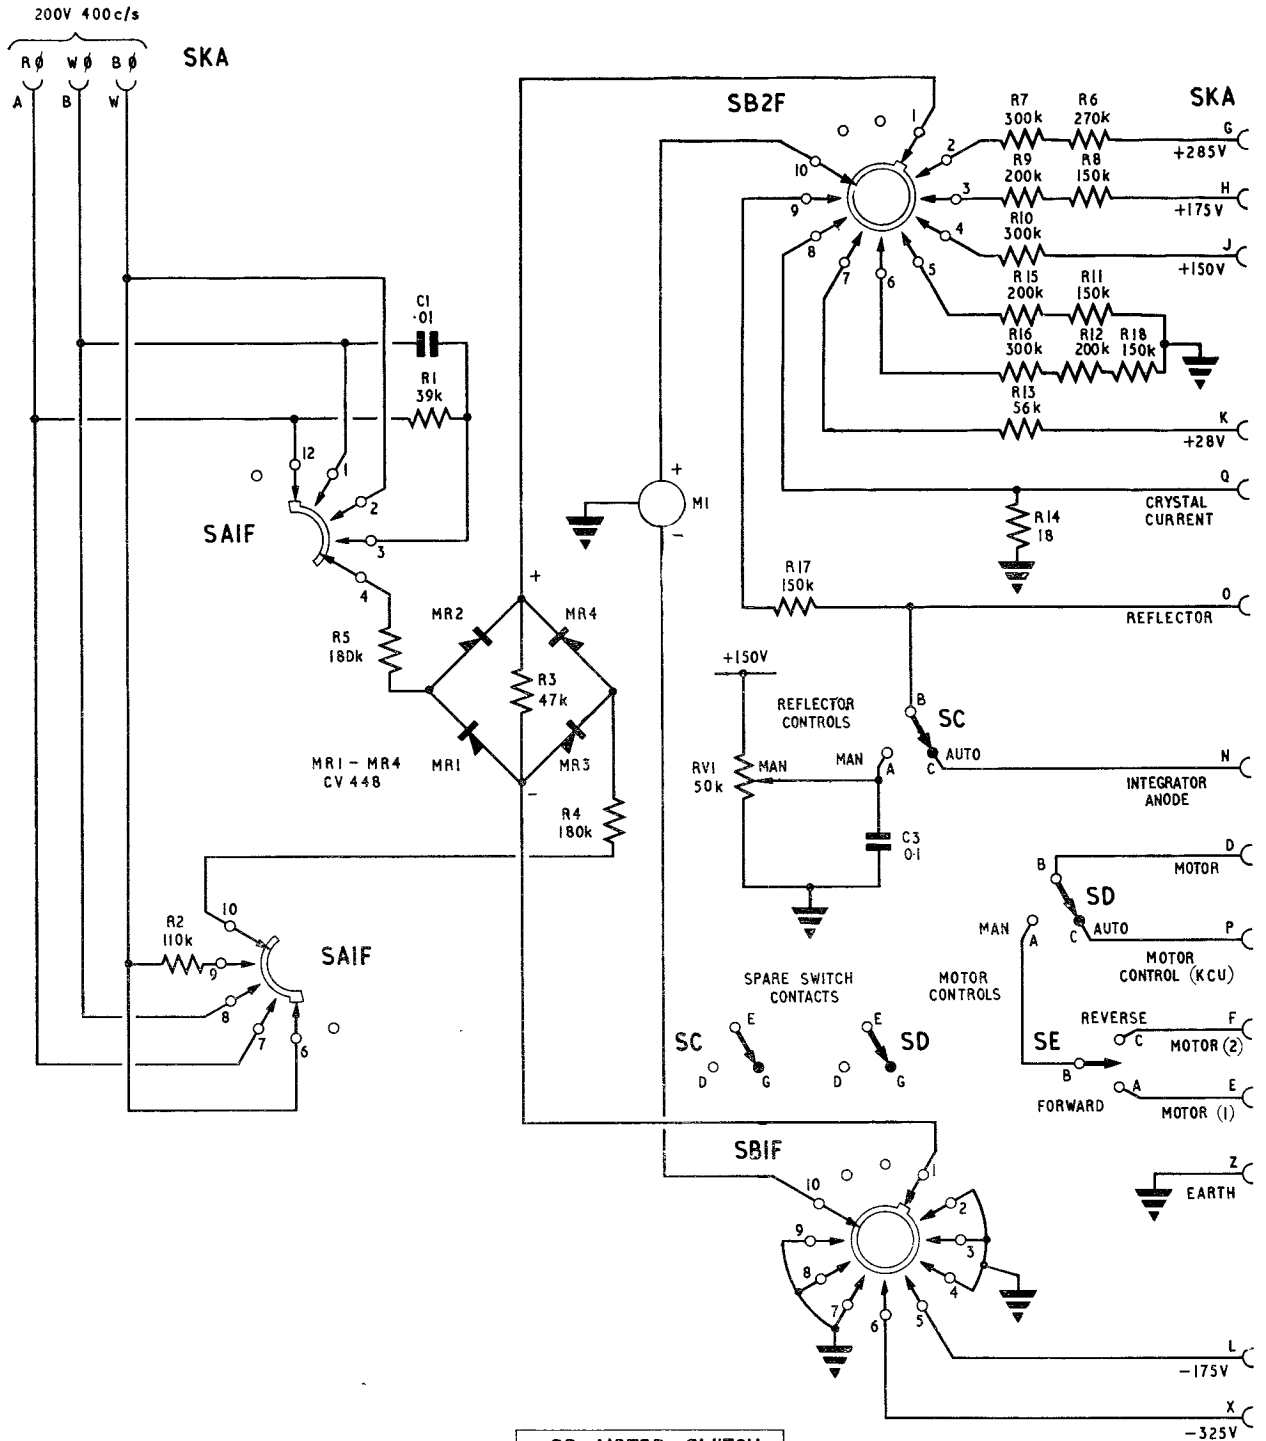 200V 400c/s
RØ WØ BØ SKA
A B W
SB2F
SKA
R7 R6
300k 270k
G
+285V
R9 R8
200k 150k
H
+175V
R10
300k
J
+150V
R15 R11
200k 150k
R16 R12 R18
300k 200k 150k
R13
56k
K
+28V
Q
CRYSTAL
CURRENT
R14
18
1
2
3
4
5
6
7
8
9
10
C1
.01
R1
39k
12
1
2
3
4
SA1F
+
M1
-
R17
150k
O
REFLECTOR
+
MR2 MR4
R5
180k
R3
47k
MR1 - MR4
CV 448
MR1 MR3
-
R4
180k
+150V
REFLECTOR
CONTROLS
B
SC
RV1
50k
MAN
MAN
A
C
AUTO
N
INTEGRATOR
ANODE
C3
0.1
D
MOTOR
B
SD
MAN
A
C
AUTO
P
MOTOR
CONTROL (KCU)
10
R2
110k
9
SA1F
8
7
6
SPARE SWITCH
CONTACTS
MOTOR
CONTROLS
SC
E
D
G
E
SD
D
G
REVERSE
C
F
MOTOR (2)
SE
B
A
FORWARD
E
MOTOR (1)
Z
EARTH
SB1F
1
2
3
4
5
6
7
8
9
10
L
-175V
X
-325V